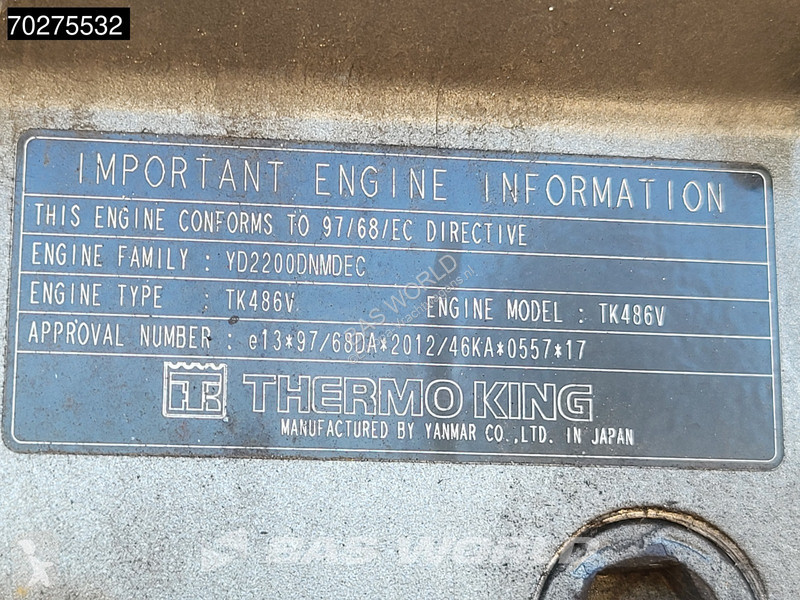 70275532
IMPORTANT ENGINE INFORMATION
THIS ENGINE CONFORMS TO 97/68/EC DIRECTIVE
ENGINE FAMILY : YD2200DNMDEC
ENGINE TYPE : TK486V ENGINE MODEL : TK486V
APPROVAL NUMBER : e13*97/68DA*2012/46KA*0557*17
TK THERMO KING
MANUFACTURED BY YANMAR CO.,LTD. IN JAPAN
BAS WORLD
BAS WORLD